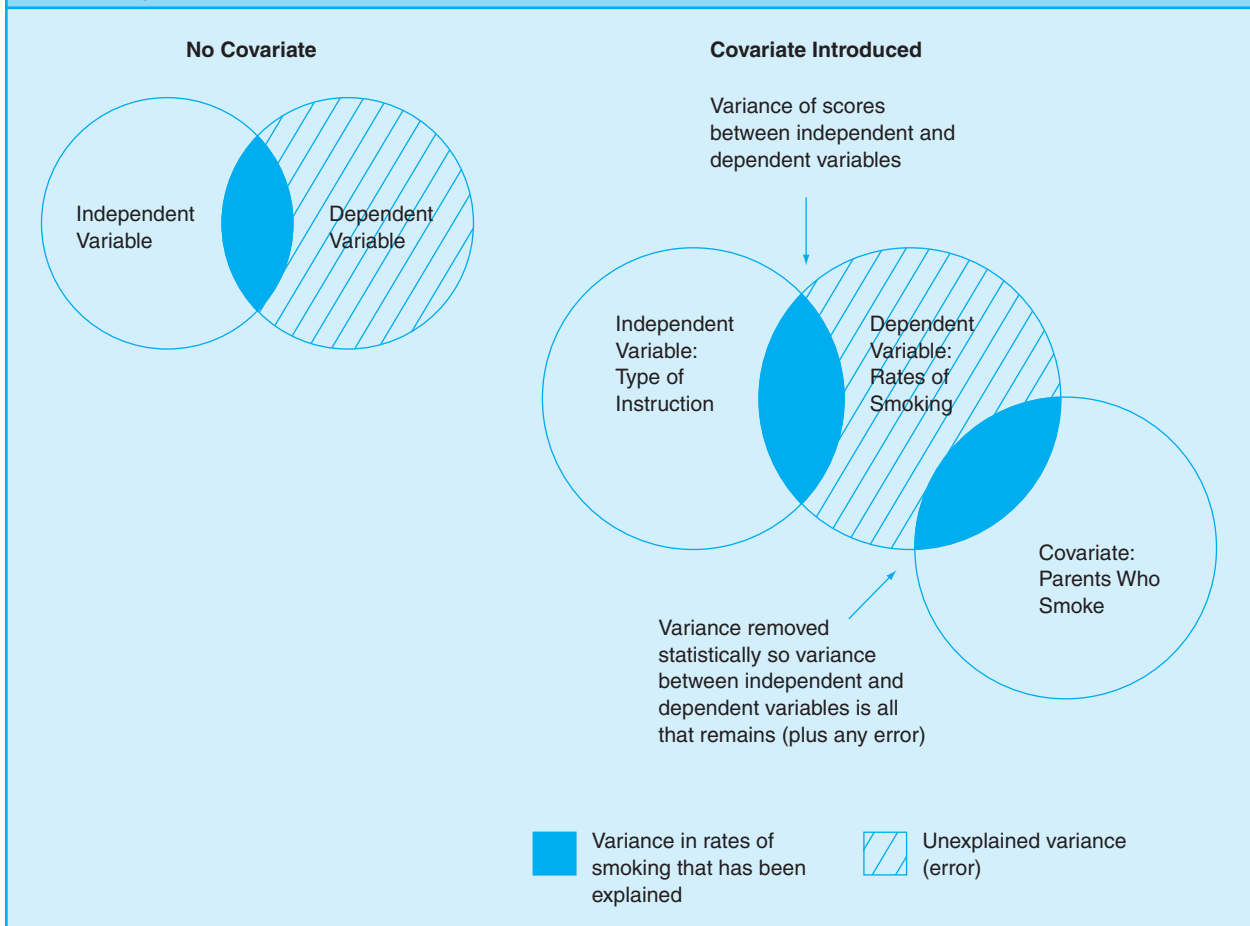 No Covariate
Independent
Variable
Dependent
Variable
Covariate Introduced
Variance of scores
between independent and
dependent variables
Independent
Variable:
Type of
Instruction
Dependent
Variable:
Rates of
Smoking
Covariate:
Parents Who
Smoke
Variance removed
statistically so variance
between independent and
dependent variables is all
that remains (plus any error)
Variance in rates of
smoking that has been
explained
Unexplained variance
(error)